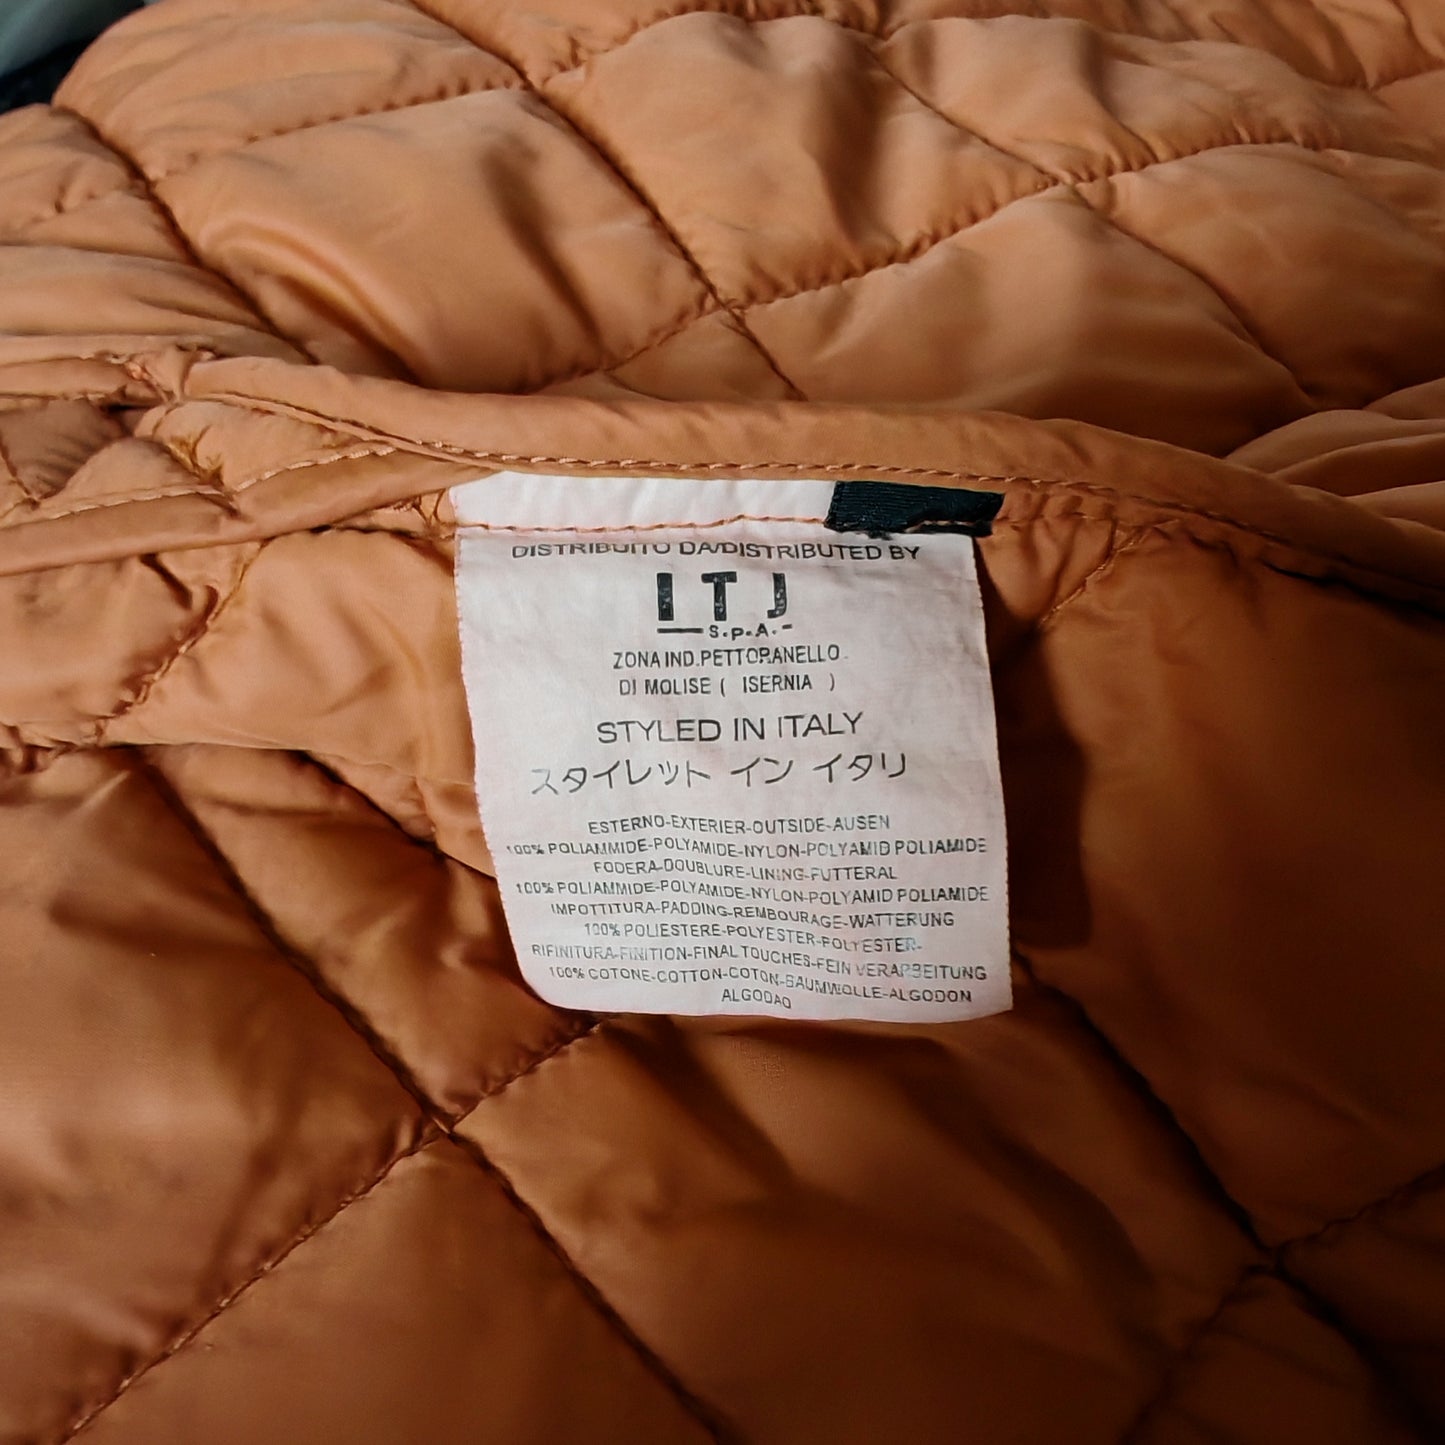 DISTRIBUITO DA/DISTRIBUTED BY
ITJ
S.p.A.
ZONA IND.PETTORANELLO
DI MOLISE ( ISERNIA )
STYLED IN ITALY
スタイレット イン イタリ
ESTERNO-EXTERIER-OUTSIDE-AUSEN
100% POLIAMMIDE-POLYAMIDE-NYLON-POLYAMID POLIAMIDE
FODERA-DOUBLURE-LINING-FUTTERAL
100% POLIAMMIDE-POLYAMIDE-NYLON-POLYAMID POLIAMIDE
IMPOTTITURA-PADDING-REMBOURAGE-WATTERUNG
100% POLIESTERE-POLYESTER-POLYESTER-
RIFINITURA-FINITION-FINAL TOUCHES-FEIN VERARBEITUNG
100% COTONE-COTTON-COTON-BAUMWOLLE-ALGODON
ALGODAO